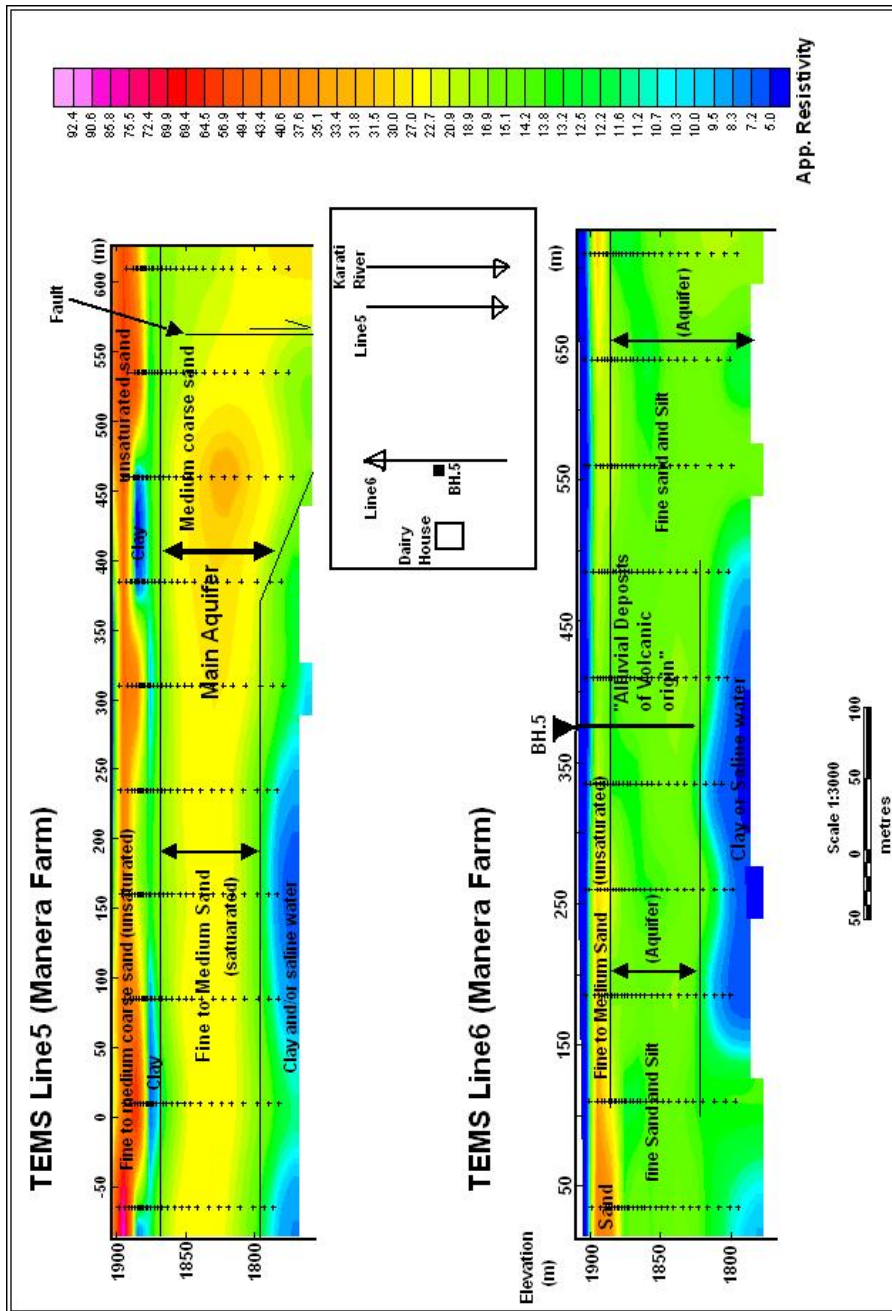 TEMS Line5 (Manera Farm)
Fault
-50 0 50 100 150 200 250 300 350 400 450 500 550 600 (m)
1900
1850
1800
Fine to medium coarse sand (unsaturated)
unsaturated sand
Clay
Clay
Medium coarse sand
Main Aquifer
Fine to Medium Sand
(satuarated)
Clay and/or saline water
Dairy
House
Line6
BH.5
Line5
Karati
River
TEMS Line6 (Manera Farm)
Elevation
(m)
BH.5
50 150 250 350 450 550 650 (m)
1900
1850
1800
Sand
Fine to Medium Sand (unsaturated)
fine Sand and Silt
(Aquifer)
"Alluvial Deposits
of Volcanic
origin"
Fine sand and Silt
(Aquifer)
Clay or Saline water
Scale 1:3000
50 0 50 100
metres
92.4
90.6
85.8
75.5
72.4
69.9
69.4
64.5
56.9
49.4
43.4
40.6
35.1
33.4
31.8
31.5
30.0
27.0
22.7
20.9
18.9
16.9
15.1
14.2
13.8
13.2
12.5
12.2
11.6
11.2
10.7
10.3
10.0
9.5
8.3
7.2
5.0
App. Resistivity